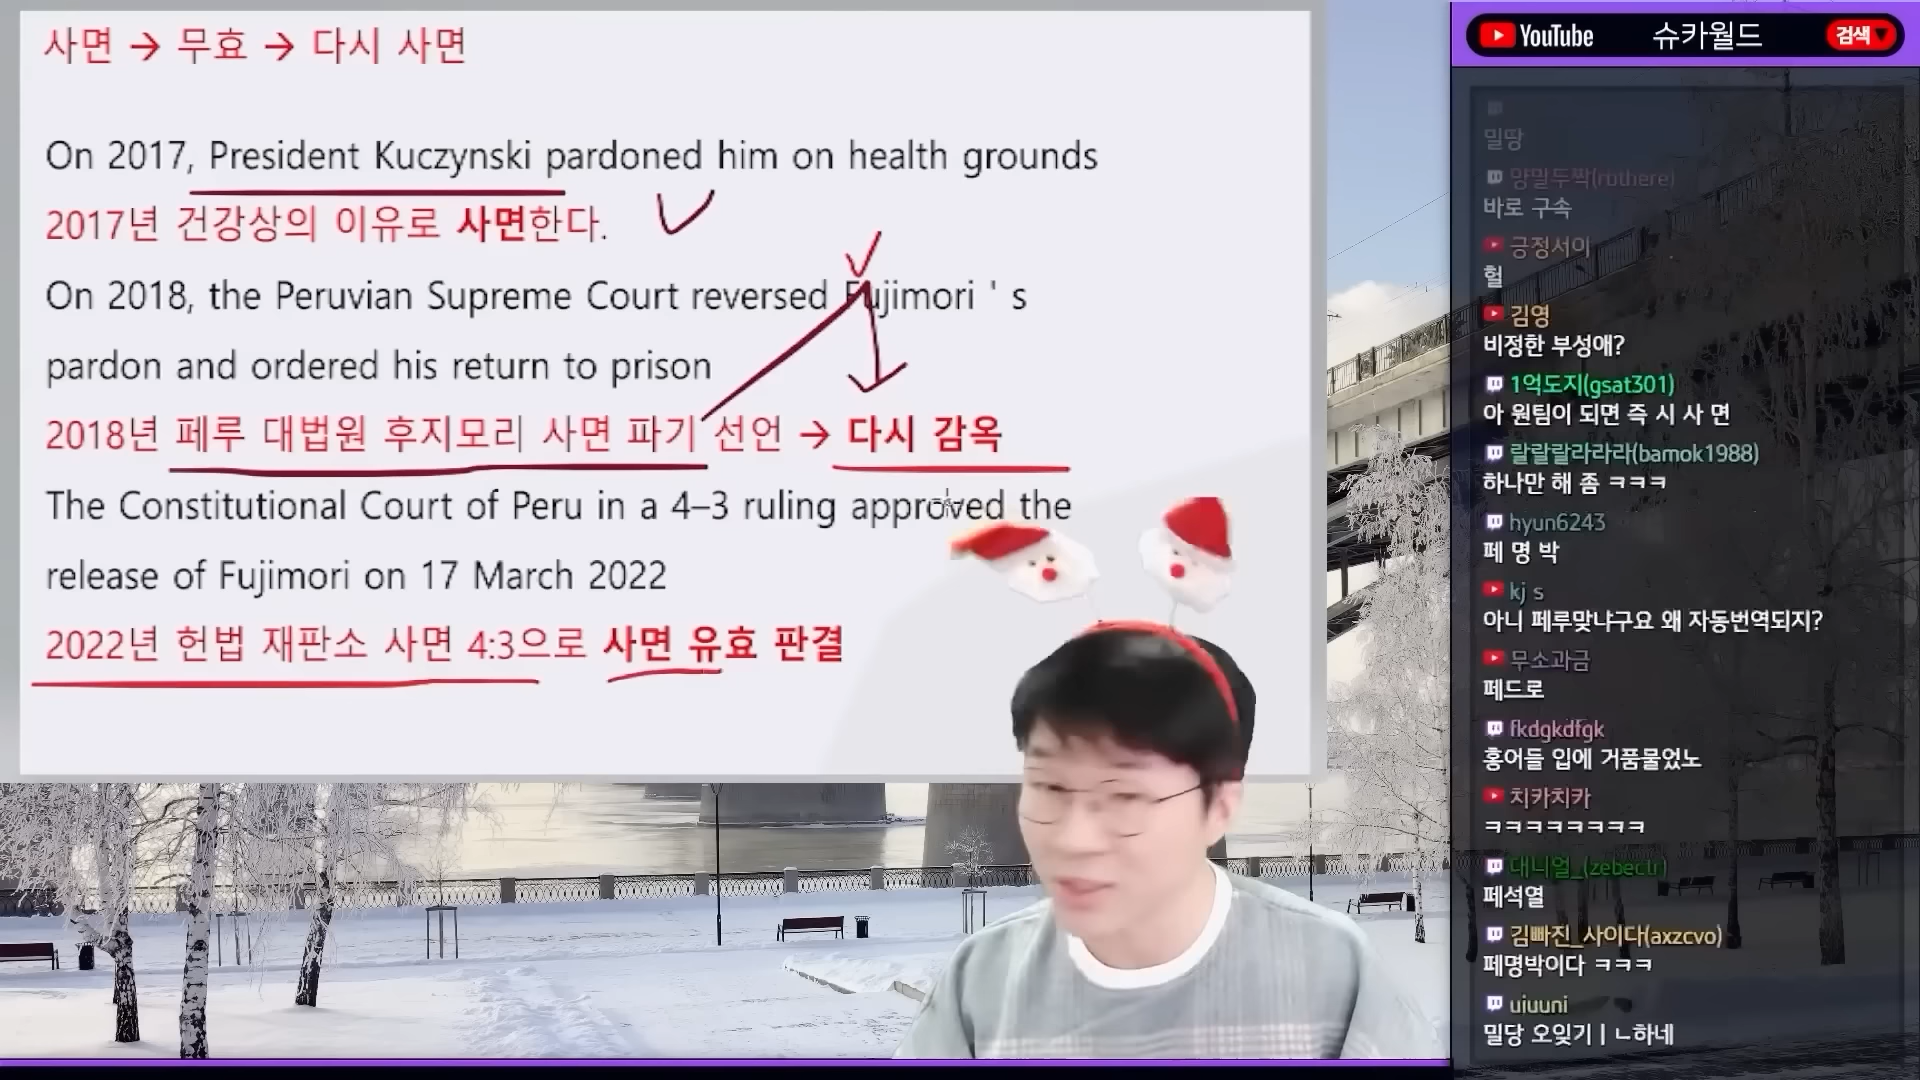 사면 → 무효 → 다시 사면
On 2017, President Kuczynski pardoned him on health grounds
2017년 건강상의 이유로 사면한다.
On 2018, the Peruvian Supreme Court reversed Fujimori ' s
pardon and ordered his return to prison
2018년 페루 대법원 후지모리 사면 파기 선언 → 다시 감옥
The Constitutional Court of Peru in a 4–3 ruling approved the
release of Fujimori on 17 March 2022
2022년 헌법 재판소 사면 4:3으로 사면 유효 판결
YouTube 슈카월드 검색
밀땅
양말두짝(rbthere)
바로 구속
긍정서이
헐
김영
비정한 부성애?
1억도지(gsat301)
아 원팀이 되면 즉 시 사 면
랄랄랄라라라(bamok1988)
하나만 해 좀 ㅋㅋㅋ
hyun6243
페 명 박
kj s
아니 페루맞냐구요 왜 자동번역되지?
무소과금
페드로
fkdgkdfgk
홍어들 입에 거품물었노
치카치카
ㅋㅋㅋㅋㅋㅋㅋㅋ
대니얼_(zebectr)
페석열
김빠진_사이다(axzcvo)
페명박이다 ㅋㅋㅋ
uiuuni
밀당 오잊기 | ㄴ하네